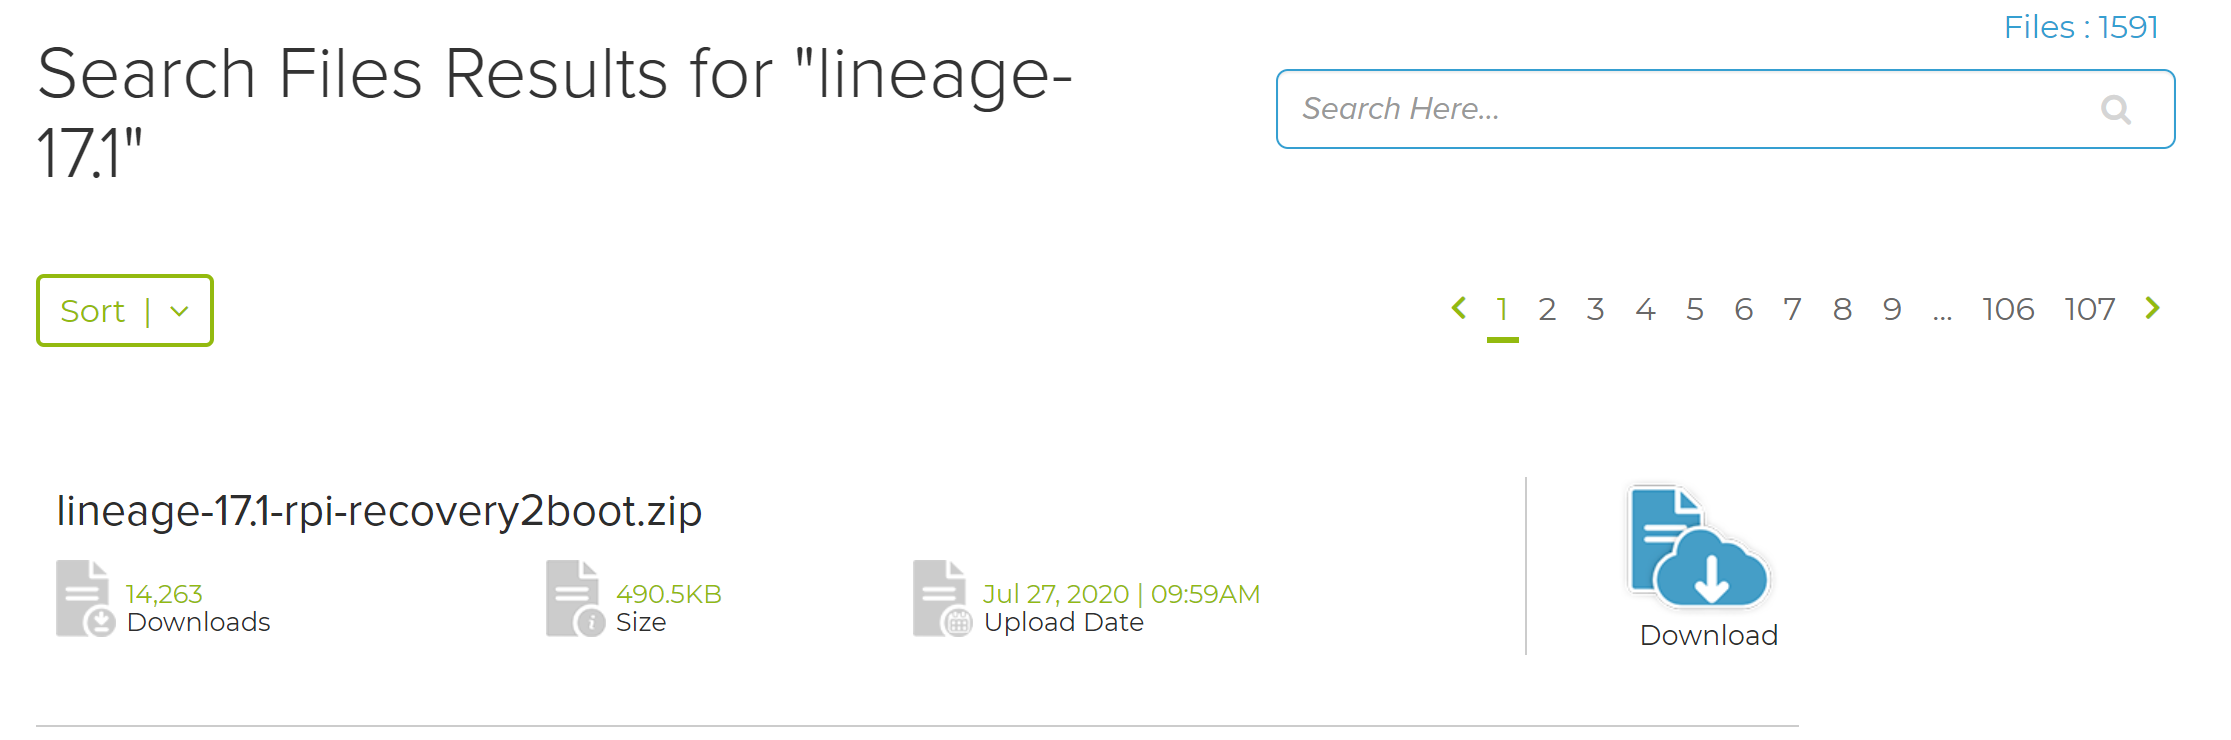 Files : 1591
Search Files Results for "lineage-
17.1"
Search Here...
Sort |
1 2 3 4 5 6 7 8 9 ... 106 107
lineage-17.1-rpi-recovery2boot.zip
14,263
Downloads
490.5KB
Size
Jul 27, 2020 | 09:59AM
Upload Date
Download